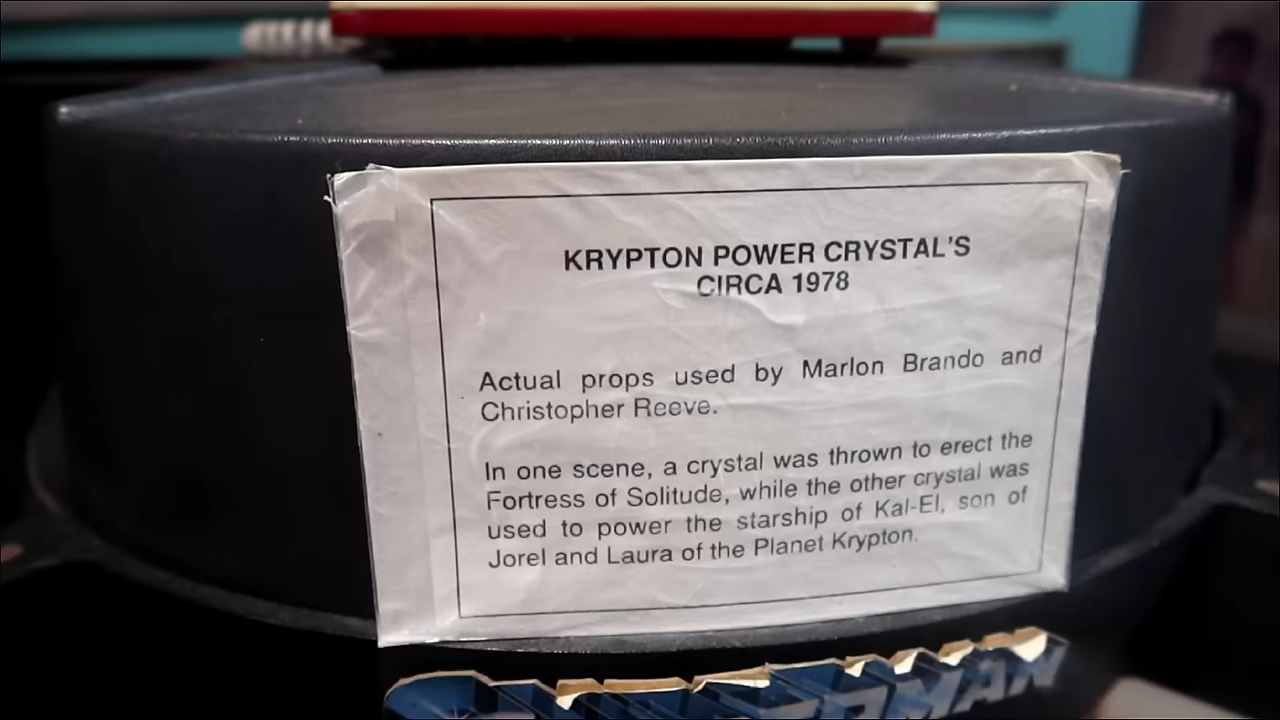 KRYPTON POWER CRYSTAL'S
CIRCA 1978
Actual props used by Marlon Brando and
Christopher Reeve.
In one scene, a crystal was thrown to erect the
Fortress of Solitude, while the other crystal was
used to power the starship of Kal-El, son of
Jorel and Laura of the Planet Krypton.
SUPERMAN